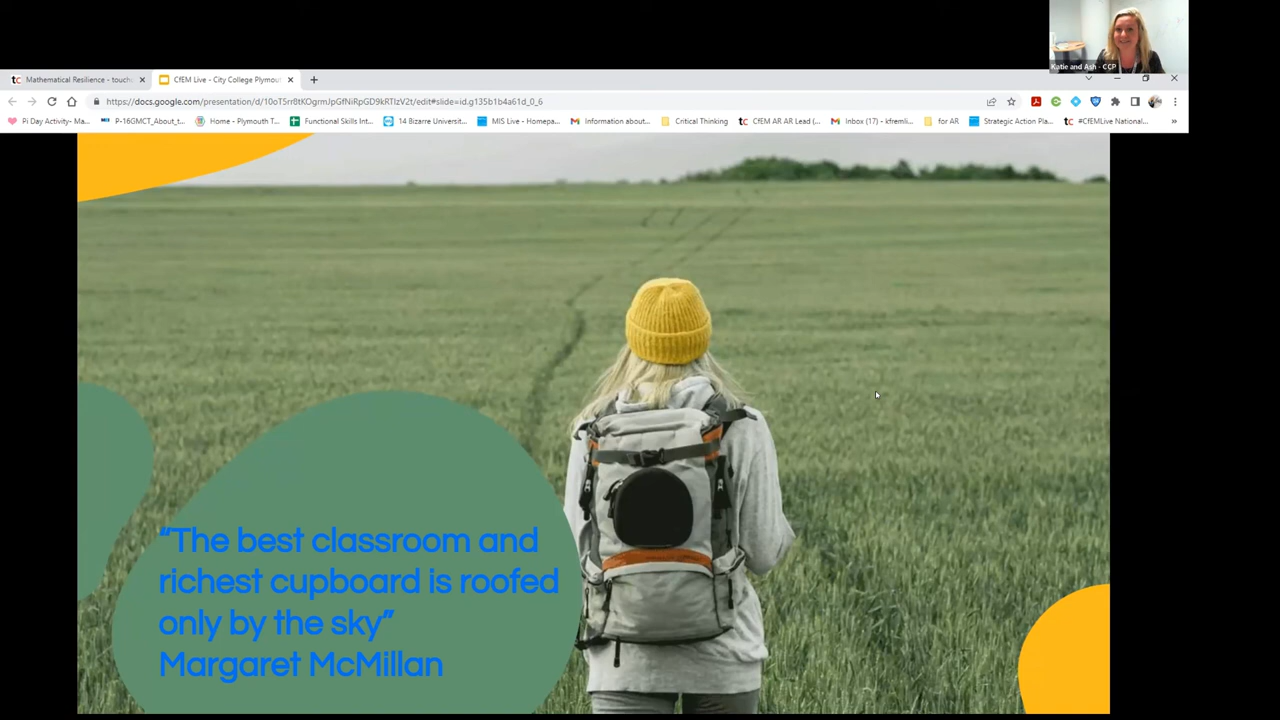 Katie and Ash - CCP
Mathematical Resilience - touch
CfEM Live - City College Plymou
https://docs.google.com/presentation/d/10oT5rr8tKOgrmJpGfNiRpGD9kRTIzV2t/edit#slide=id.g135b1b4a61d_0_6
Pi Day Activity- Ma...
P-16GMCT_About_t...
Home - Plymouth T...
Functional Skills Int...
14 Bizarre Universit...
MIS Live - Homepa...
Information about...
Critical Thinking
CfEM AR AR Lead (...
Inbox (17) - kfremli...
for AR
Strategic Action Pla...
#CfEMLive National...
“The best classroom and
richest cupboard is roofed
only by the sky”
Margaret McMillan